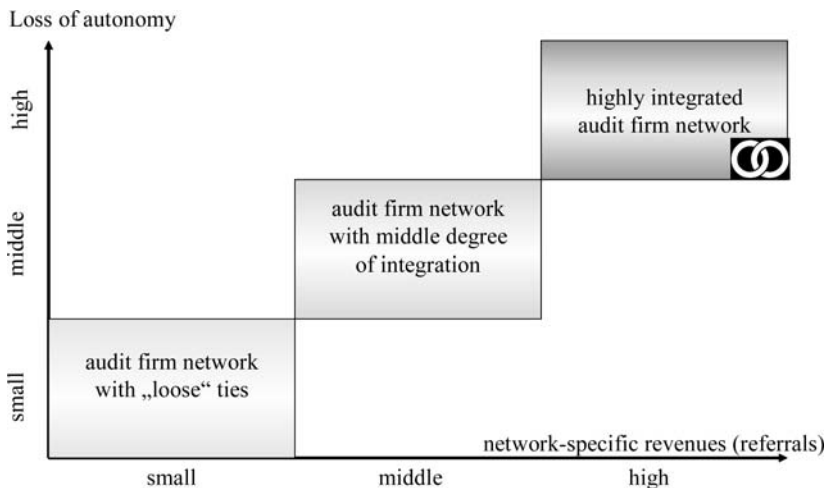 Loss of autonomy
high
highly integrated
audit firm network
middle
audit firm network
with middle degree
of integration
small
audit firm network
with „loose“ ties
network-specific revenues (referrals)
small
middle
high